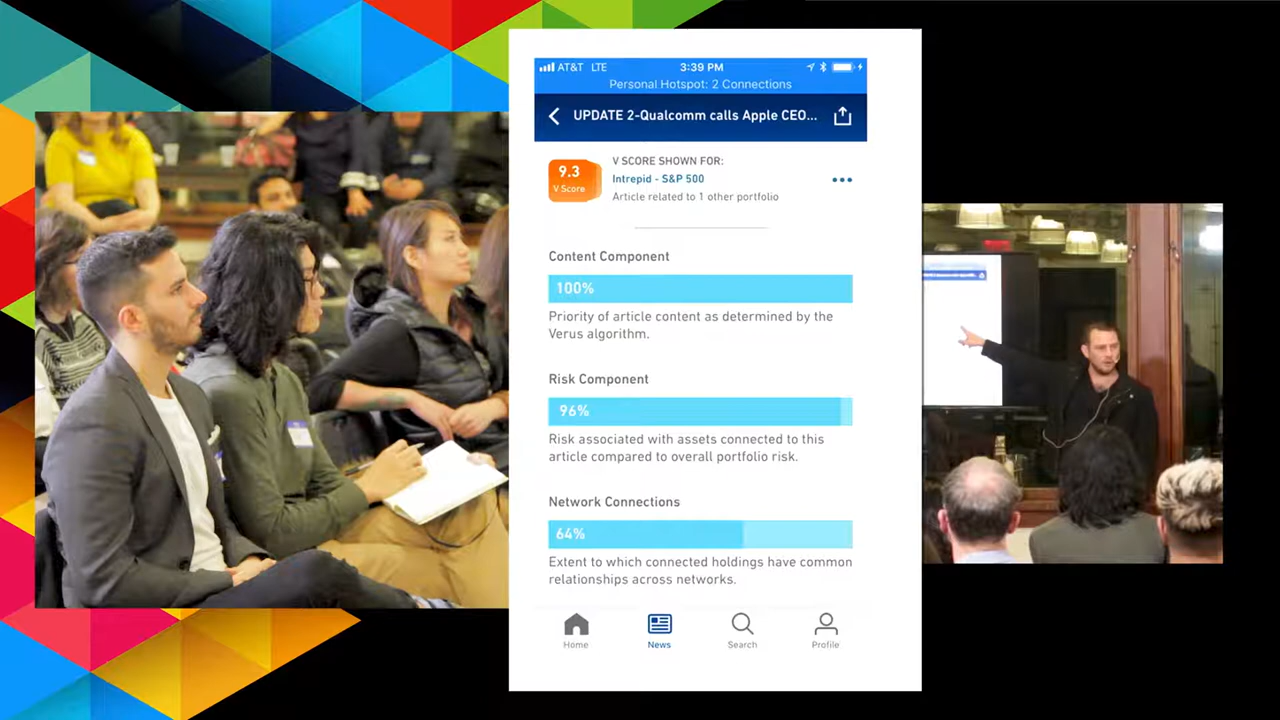 AT&T LTE 3:39 PM
Personal Hotspot: 2 Connections
UPDATE 2-Qualcomm calls Apple CEO...
9.3
V Score
V SCORE SHOWN FOR:
Intrepid - S&P 500
Article related to 1 other portfolio
Content Component
100%
Priority of article content as determined by the
Verus algorithm.
Risk Component
96%
Risk associated with assets connected to this
article compared to overall portfolio risk.
Network Connections
64%
Extent to which connected holdings have common
relationships across networks.
Home
News
Search
Profile